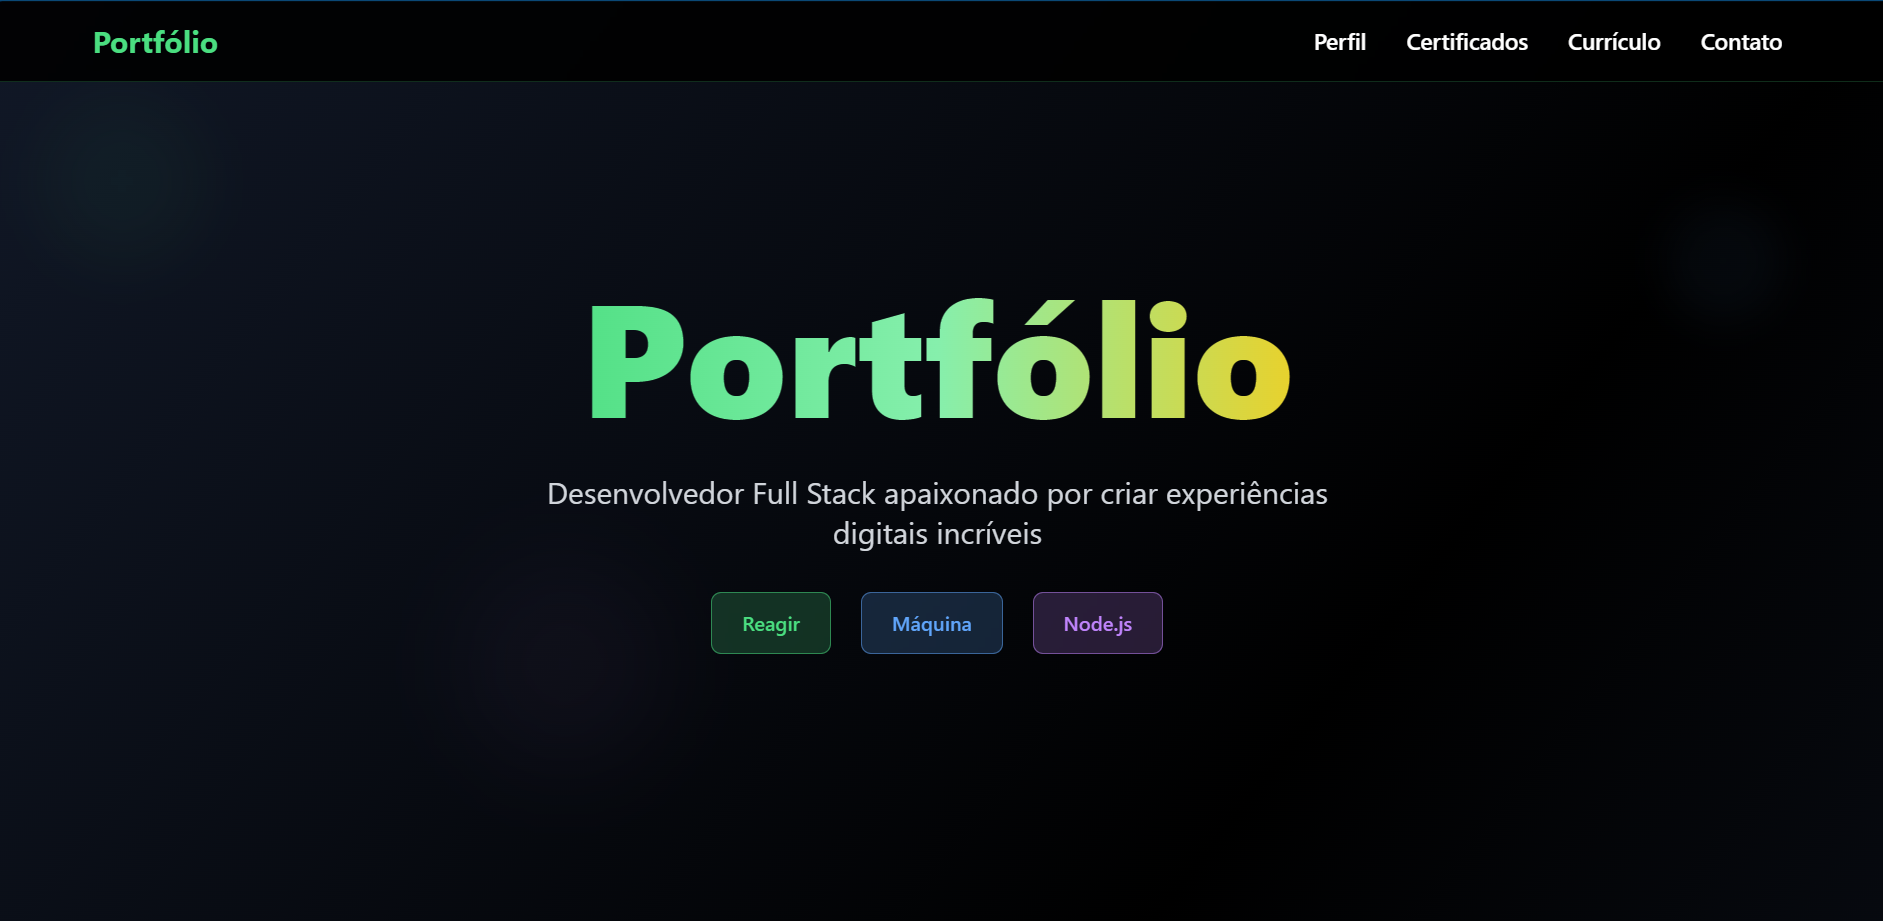 Portfólio
Perfil Certificados Currículo Contato
Portfólio
Desenvolvedor Full Stack apaixonado por criar experiências
digitais incríveis
Reagir Máquina Node.js